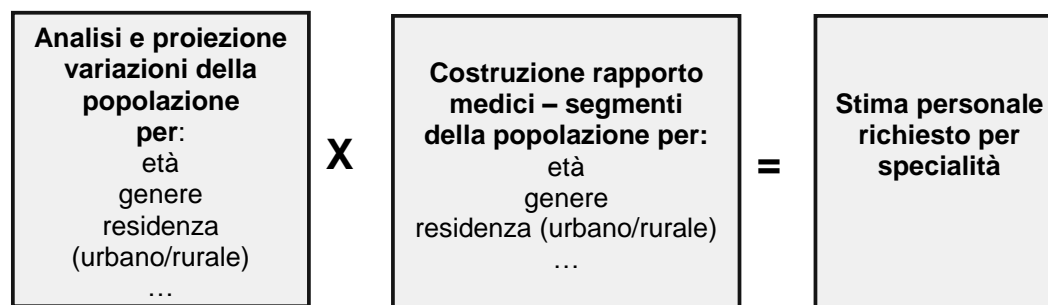 Analisi e proiezione
variazioni della
popolazione
per:
età
genere
residenza
(urbano/rurale)
…
X
Costruzione rapporto
medici – segmenti
della popolazione per:
età
genere
residenza (urbano/rurale)
…
=
Stima personale
richiesto per
specialità